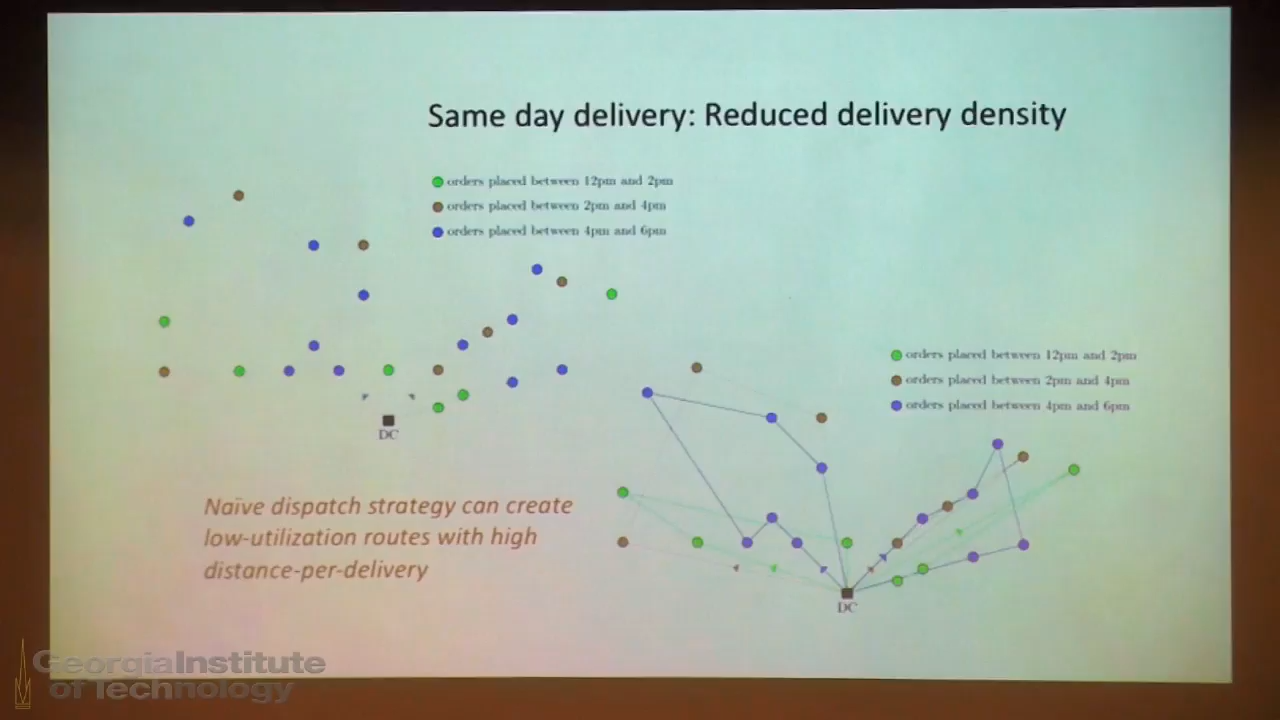 Same day delivery: Reduced delivery density
orders placed between 12pm and 2pm
orders placed between 2pm and 4pm
orders placed between 4pm and 6pm
DC
Naïve dispatch strategy can create
low-utilization routes with high
distance-per-delivery
orders placed between 12pm and 2pm
orders placed between 2pm and 4pm
orders placed between 4pm and 6pm
DC
Georgia Institute
of Technology